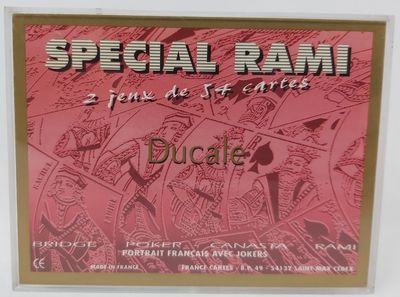 SPECIAL RAMI
2 jeux de 54 cartes
Ducale
BRIDGE POKER CANASTA RAMI
PORTRAIT FRANÇAIS AVEC JOKERS
CE MADE IN FRANCE FRANCE CARTES - B.P. 49 - 54132 SAINT MAX CEDEX